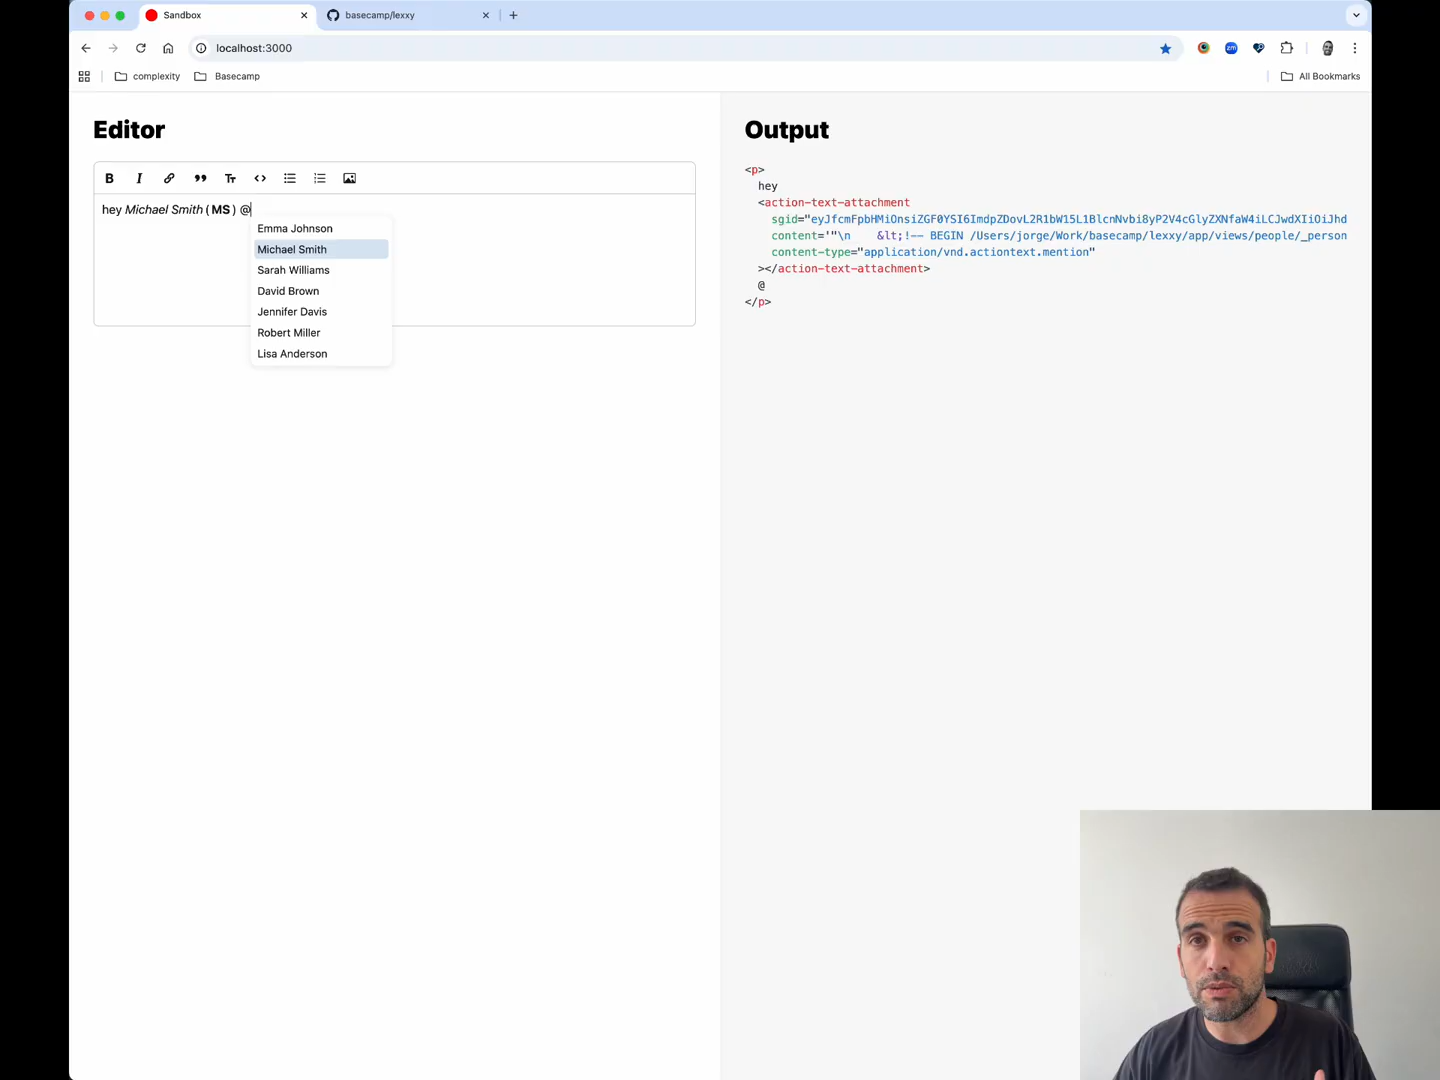 Sandbox
basecamp/lexxy
localhost:3000
complexity
Basecamp
All Bookmarks
Editor
B I
hey Michael Smith ( MS ) @
Emma Johnson
Michael Smith
Sarah Williams
David Brown
Jennifer Davis
Robert Miller
Lisa Anderson
Output
<p>
hey
<action-text-attachment
sgid="eyJfcmFpbHMiOnsiZGF0YSI6ImdpZDovL2R1bW15L1BlcnNvbi8yP2V4cGlyZXNfaW4iLCJwdXIiOiJhd
content='"\n    &lt;!-- BEGIN /Users/jorge/Work/basecamp/lexxy/app/views/people/_person
content-type="application/vnd.actiontext.mention"
></action-text-attachment>
@
</p>